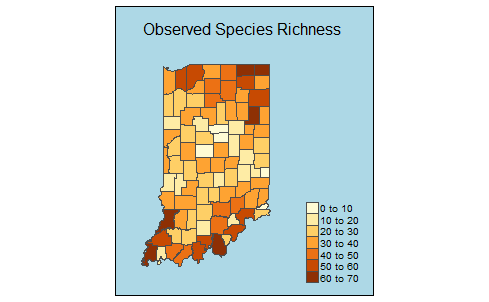 Observed Species Richness
0 to 10
10 to 20
20 to 30
30 to 40
40 to 50
50 to 60
60 to 70